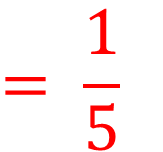 = 1/5